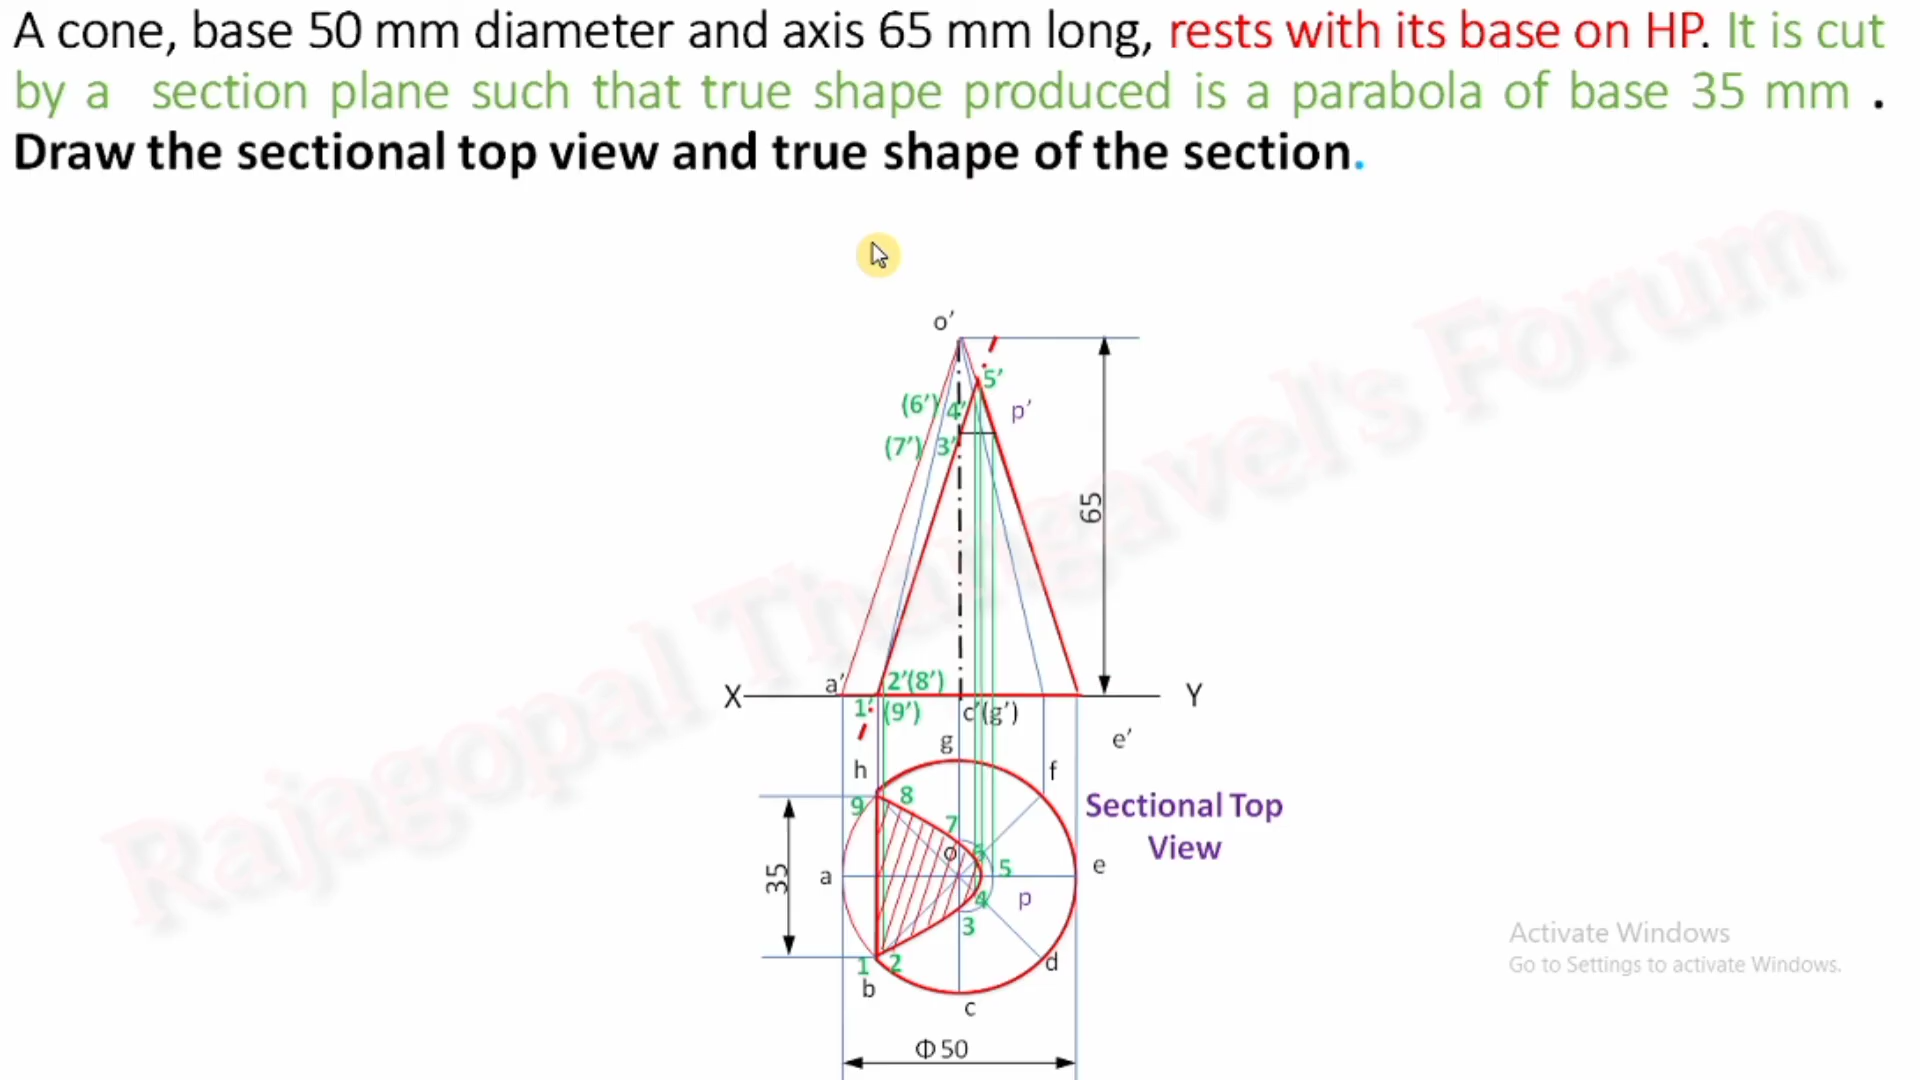 A cone, base 50 mm diameter and axis 65 mm long, rests with its base on HP. It is cut
by a section plane such that true shape produced is a parabola of base 35 mm .
Draw the sectional top view and true shape of the section.
o’
5’
(6’) 4’ p’
(7’) 3’
65
a’ 2’(8’)
X Y
1’ (9’) c’(g’)
g e’
h f
9 8 Sectional Top
7
o 6 View
35 a 5 e
4 p
3
1 2 d
b
c
Φ50
Activate Windows
Go to Settings to activate Windows.
Rajagopal Thangavel's Forum